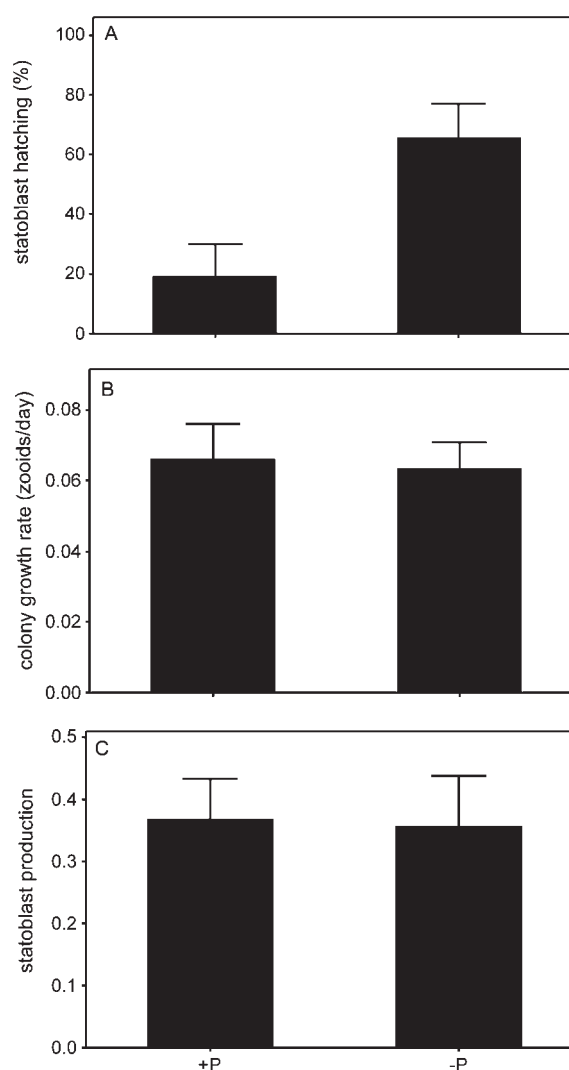 A
100
80
60
40
20
0
statoblast hatching (%)
B
0.08
0.06
0.04
0.02
0.00
colony growth rate (zooids/day)
C
0.5
0.4
0.3
0.2
0.1
0.0
statoblast production
+P -P